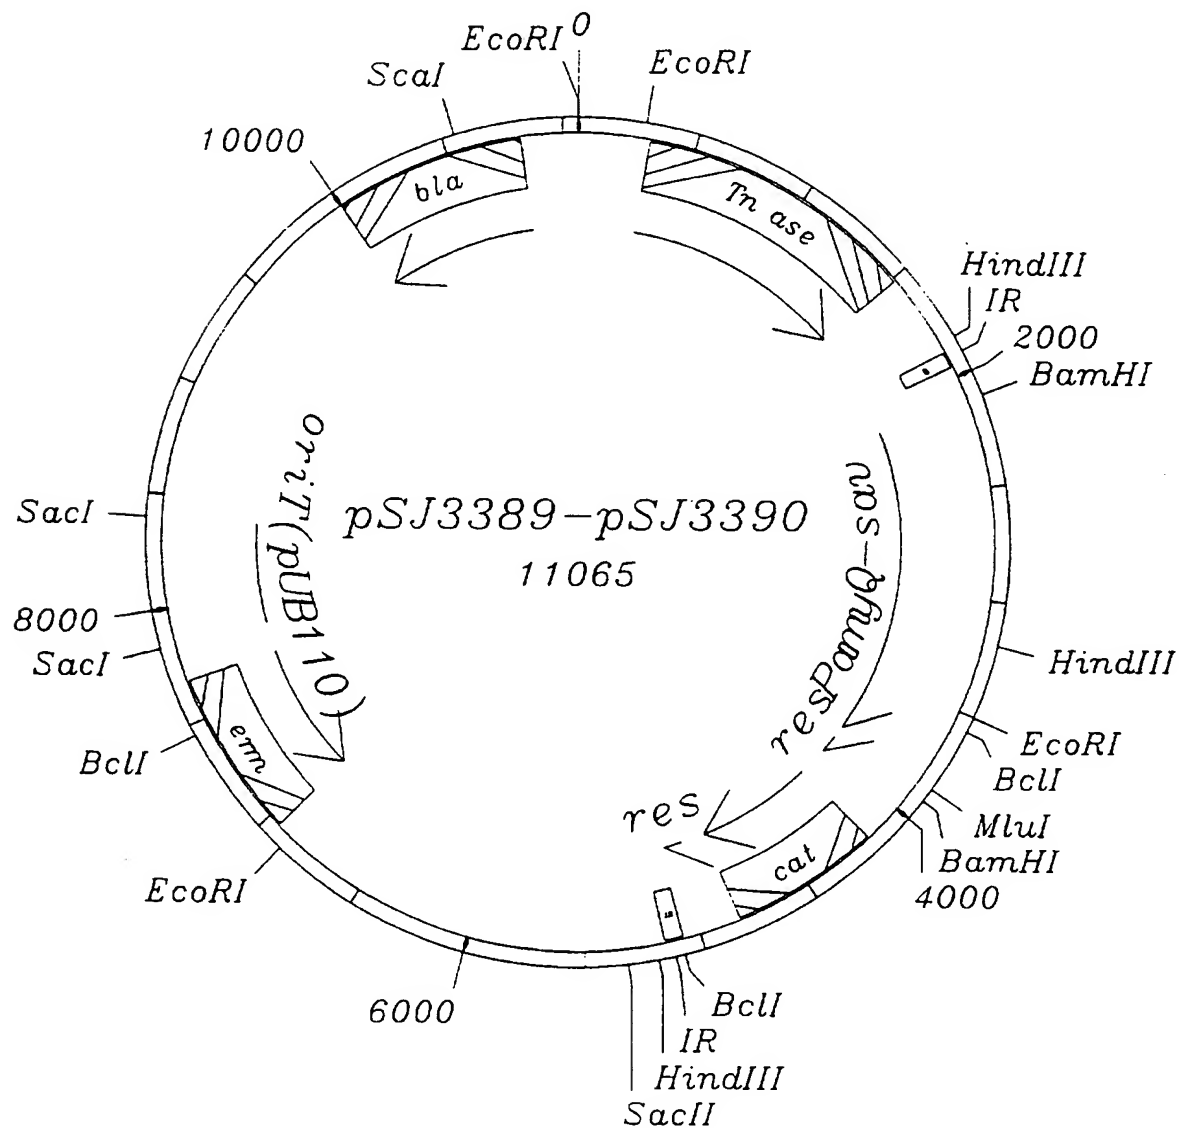 EcoRI
0
EcoRI
ScaI
10000
bla
Tn ase
HindIII
IR
2000
BamHI
oriT(pUB110)
pSJ3389-pSJ3390
11065
resPamyQ-sav
SacI
8000
SacI
erm
BclI
EcoRI
HindIII
EcoRI
BclI
MluI
BamHI
4000
res
cat
6000
BclI
IR
HindIII
SacII